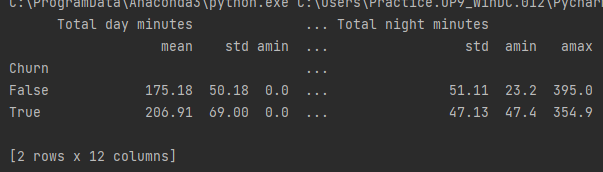 C:\ProgramData\Anaconda3\python.exe C:\Users\Practice.UP9_WinDC.012\Pychar
Total day minutes ... Total night minutes
mean std amin ... std amin amax
Churn ...
False 175.18 50.18 0.0 ... 51.11 23.2 395.0
True 206.91 69.00 0.0 ... 47.13 47.4 354.9
[2 rows x 12 columns]